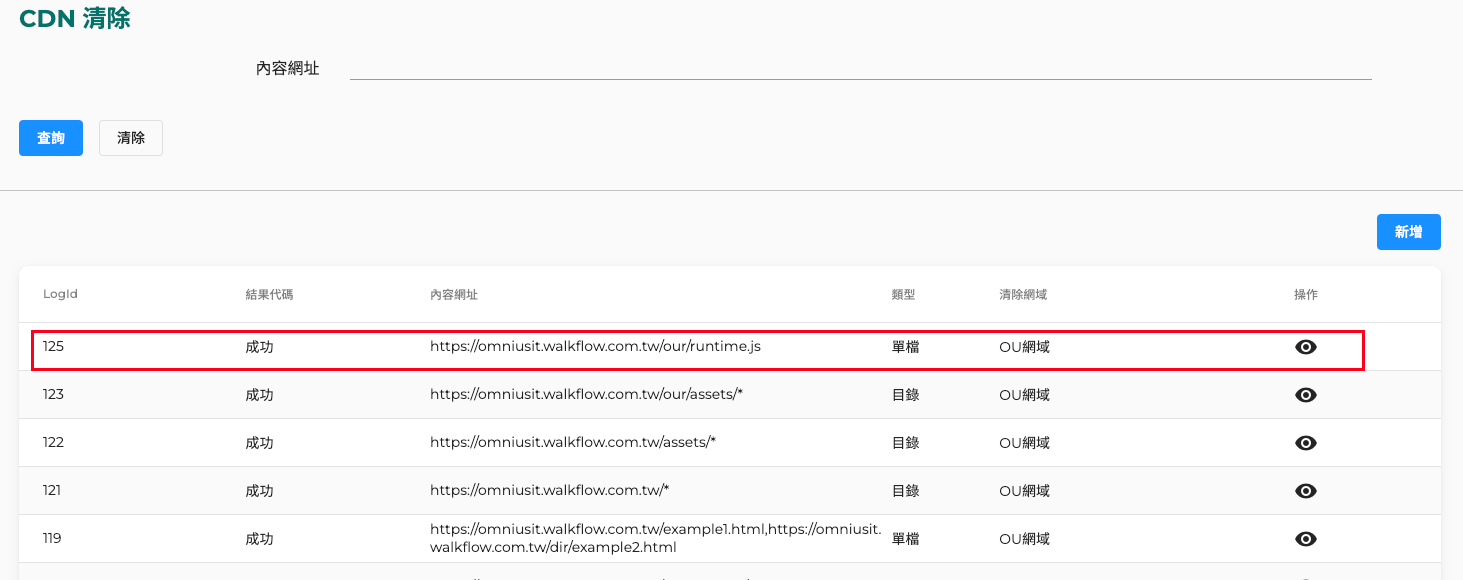 CDN 清除
內容網址
查詢 清除
新增
LogId 結果代碼 內容網址 類型 清除網域 操作
125 成功 https://omniusit.walkflow.com.tw/our/runtime.js 單檔 OU網域
123 成功 https://omniusit.walkflow.com.tw/our/assets/* 目錄 OU網域
122 成功 https://omniusit.walkflow.com.tw/assets/* 目錄 OU網域
121 成功 https://omniusit.walkflow.com.tw/* 目錄 OU網域
119 成功 https://omniusit.walkflow.com.tw/example1.html,https://omniusit. 單檔 OU網域
walkflow.com.tw/dir/example2.html